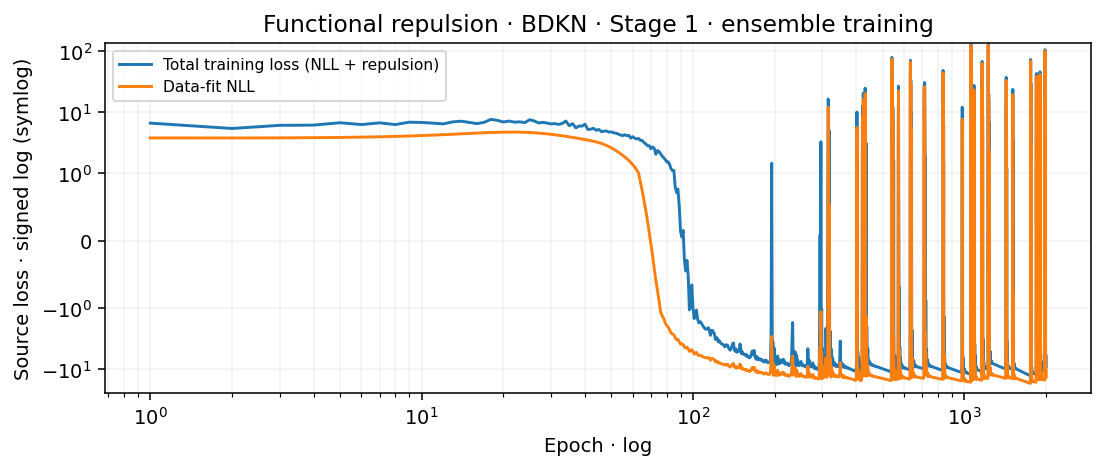 Functional repulsion · BDKN · Stage 1 · ensemble training
Total training loss (NLL + repulsion)
Data-fit NLL
Source loss · signed log (symlog)
10²
10¹
10⁰
0
−10⁰
−10¹
10⁰ 10¹ 10² 10³
Epoch · log